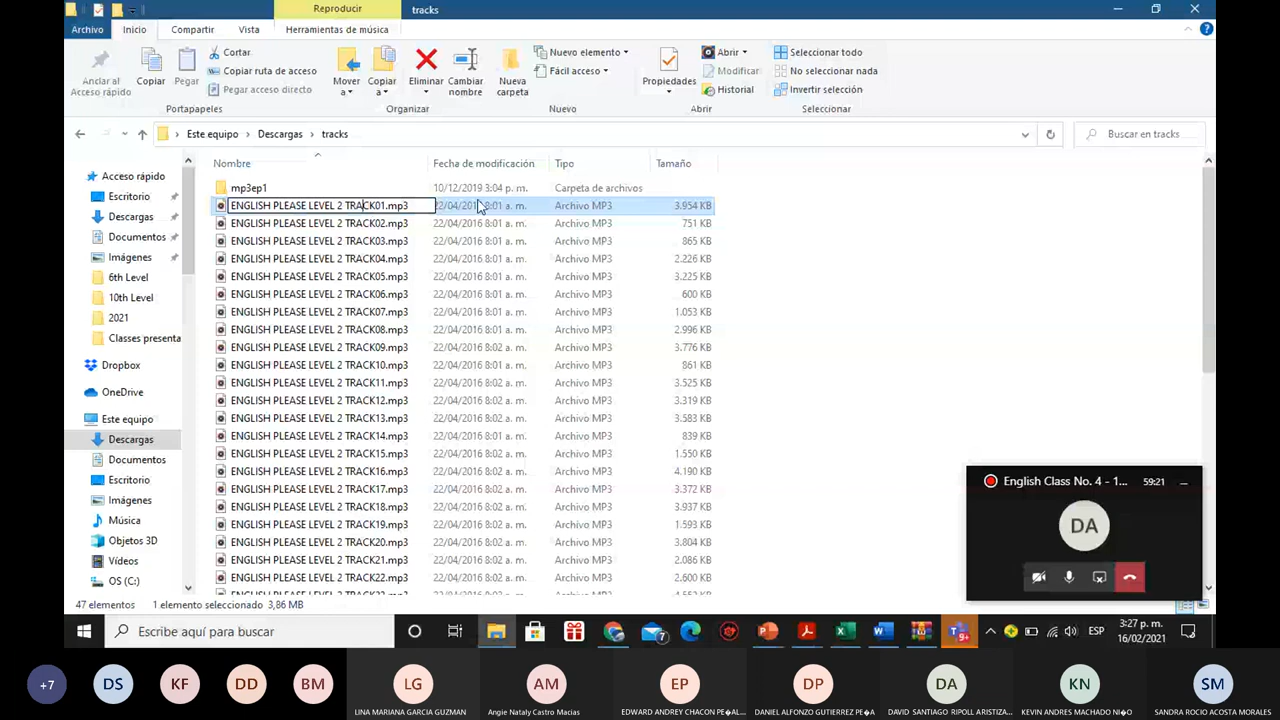 Reproducir
tracks
Archivo
Inicio
Compartir
Vista
Herramientas de música
Anclar al
Acceso rápido
Copiar
Pegar
Cortar
Copiar ruta de acceso
Pegar acceso directo
Portapapeles
Mover
a
Copiar
a
Eliminar
Cambiar
nombre
Organizar
Nueva
carpeta
Nuevo elemento
Fácil acceso
Nuevo
Propiedades
Abrir
Modificar
Historial
Abrir
Seleccionar todo
No seleccionar nada
Invertir selección
Seleccionar
Este equipo > Descargas > tracks
Buscar en tracks
Nombre Fecha de modificación Tipo Tamaño
mp3ep1 10/12/2019 3:04 p. m. Carpeta de archivos
ENGLISH PLEASE LEVEL 2 TRACK01.mp3 22/04/2016 8:01 a. m. Archivo MP3 3.954 KB
ENGLISH PLEASE LEVEL 2 TRACK02.mp3 22/04/2016 8:01 a. m. Archivo MP3 751 KB
ENGLISH PLEASE LEVEL 2 TRACK03.mp3 22/04/2016 8:01 a. m. Archivo MP3 865 KB
ENGLISH PLEASE LEVEL 2 TRACK04.mp3 22/04/2016 8:01 a. m. Archivo MP3 2.226 KB
ENGLISH PLEASE LEVEL 2 TRACK05.mp3 22/04/2016 8:01 a. m. Archivo MP3 3.225 KB
ENGLISH PLEASE LEVEL 2 TRACK06.mp3 22/04/2016 8:01 a. m. Archivo MP3 600 KB
ENGLISH PLEASE LEVEL 2 TRACK07.mp3 22/04/2016 8:01 a. m. Archivo MP3 1.053 KB
ENGLISH PLEASE LEVEL 2 TRACK08.mp3 22/04/2016 8:01 a. m. Archivo MP3 2.996 KB
ENGLISH PLEASE LEVEL 2 TRACK09.mp3 22/04/2016 8:02 a. m. Archivo MP3 3.776 KB
ENGLISH PLEASE LEVEL 2 TRACK10.mp3 22/04/2016 8:01 a. m. Archivo MP3 861 KB
ENGLISH PLEASE LEVEL 2 TRACK11.mp3 22/04/2016 8:02 a. m. Archivo MP3 3.525 KB
ENGLISH PLEASE LEVEL 2 TRACK12.mp3 22/04/2016 8:02 a. m. Archivo MP3 3.319 KB
ENGLISH PLEASE LEVEL 2 TRACK13.mp3 22/04/2016 8:02 a. m. Archivo MP3 3.583 KB
ENGLISH PLEASE LEVEL 2 TRACK14.mp3 22/04/2016 8:02 a. m. Archivo MP3 839 KB
ENGLISH PLEASE LEVEL 2 TRACK15.mp3 22/04/2016 8:02 a. m. Archivo MP3 1.550 KB
ENGLISH PLEASE LEVEL 2 TRACK16.mp3 22/04/2016 8:02 a. m. Archivo MP3 4.190 KB
ENGLISH PLEASE LEVEL 2 TRACK17.mp3 22/04/2016 8:02 a. m. Archivo MP3 3.372 KB
ENGLISH PLEASE LEVEL 2 TRACK18.mp3 22/04/2016 8:02 a. m. Archivo MP3 3.937 KB
ENGLISH PLEASE LEVEL 2 TRACK19.mp3 22/04/2016 8:02 a. m. Archivo MP3 1.593 KB
ENGLISH PLEASE LEVEL 2 TRACK20.mp3 22/04/2016 8:02 a. m. Archivo MP3 3.804 KB
ENGLISH PLEASE LEVEL 2 TRACK21.mp3 22/04/2016 8:02 a. m. Archivo MP3 2.086 KB
ENGLISH PLEASE LEVEL 2 TRACK22.mp3 22/04/2016 8:02 a. m. Archivo MP3 2.600 KB
Acceso rápido
Escritorio
Descargas
Documentos
Imágenes
6th Level
10th Level
2021
Classes presenta
Dropbox
OneDrive
Este equipo
Descargas
Documentos
Escritorio
Imágenes
Música
Objetos 3D
Vídeos
OS (C:)
English Class No. 4 - 1... 59:21
DA
47 elementos 1 elemento seleccionado 3,86 MB
Escribe aquí para buscar
7
9+
ESP
3:27 p. m.
16/02/2021
+7
DS
KF
DD
BM
LG
AM
EP
DP
DA
KN
SM
LINA MARIANA GARCIA GUZMAN
Angie Nataly Castro Macias
EDWARD ANDREY CHACON PE�AL...
DANIEL ALFONZO GUTIERREZ PE�A
DAVID SANTIAGO RIPOLL ARISTIZA...
KEVIN ANDRES MACHADO NI�O
SANDRA ROCIO ACOSTA MORALES